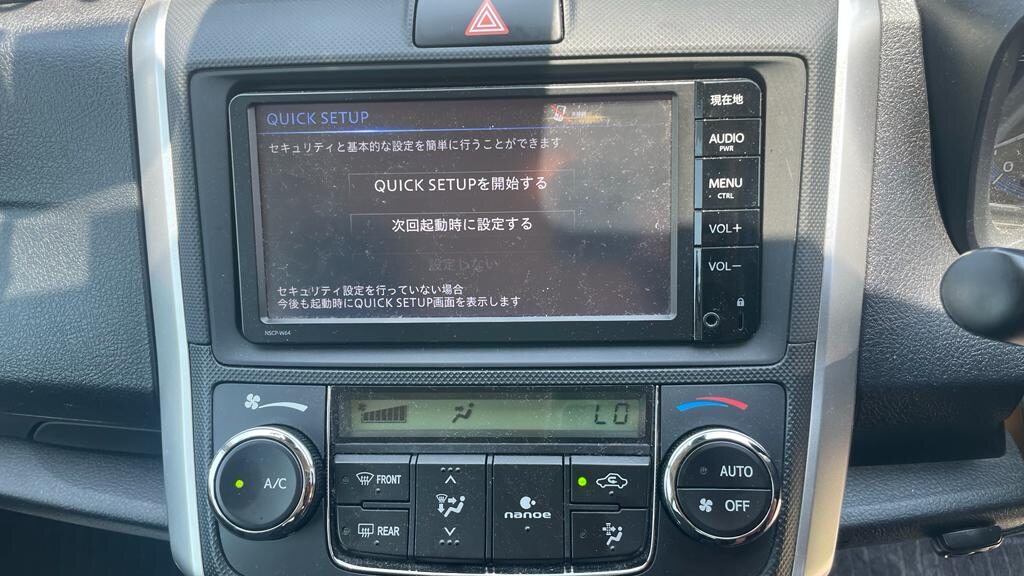 QUICK SETUP
セキュリティと基本的な設定を簡単に行うことができます
QUICK SETUPを開始する
次回起動時に設定する
設定しない
セキュリティ設定を行っていない場合
今後も起動時にQUICK SETUP画面を表示します
NSCP-W64
現在地
AUDIO
PWR
MENU
CTRL
VOL+
VOL−
LO
A/C
FRONT
REAR
nanoe
AUTO
OFF